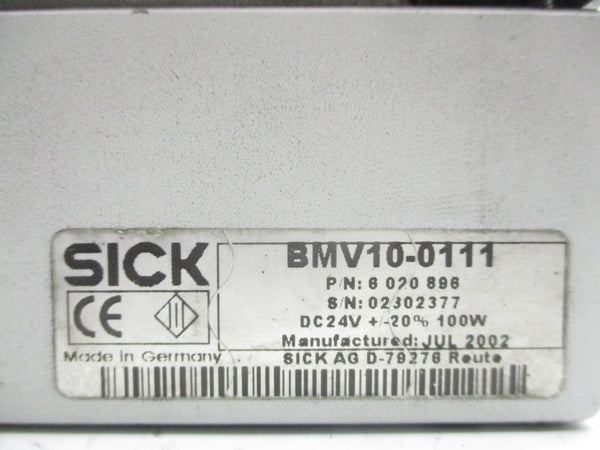 SICK
BMV10-0111
P/N: 6 020 896
S/N: 02302377
DC24V +/-20% 100W
Manufactured: JUL 2002
CE
Made in Germany
SICK AG D-79276 Reute